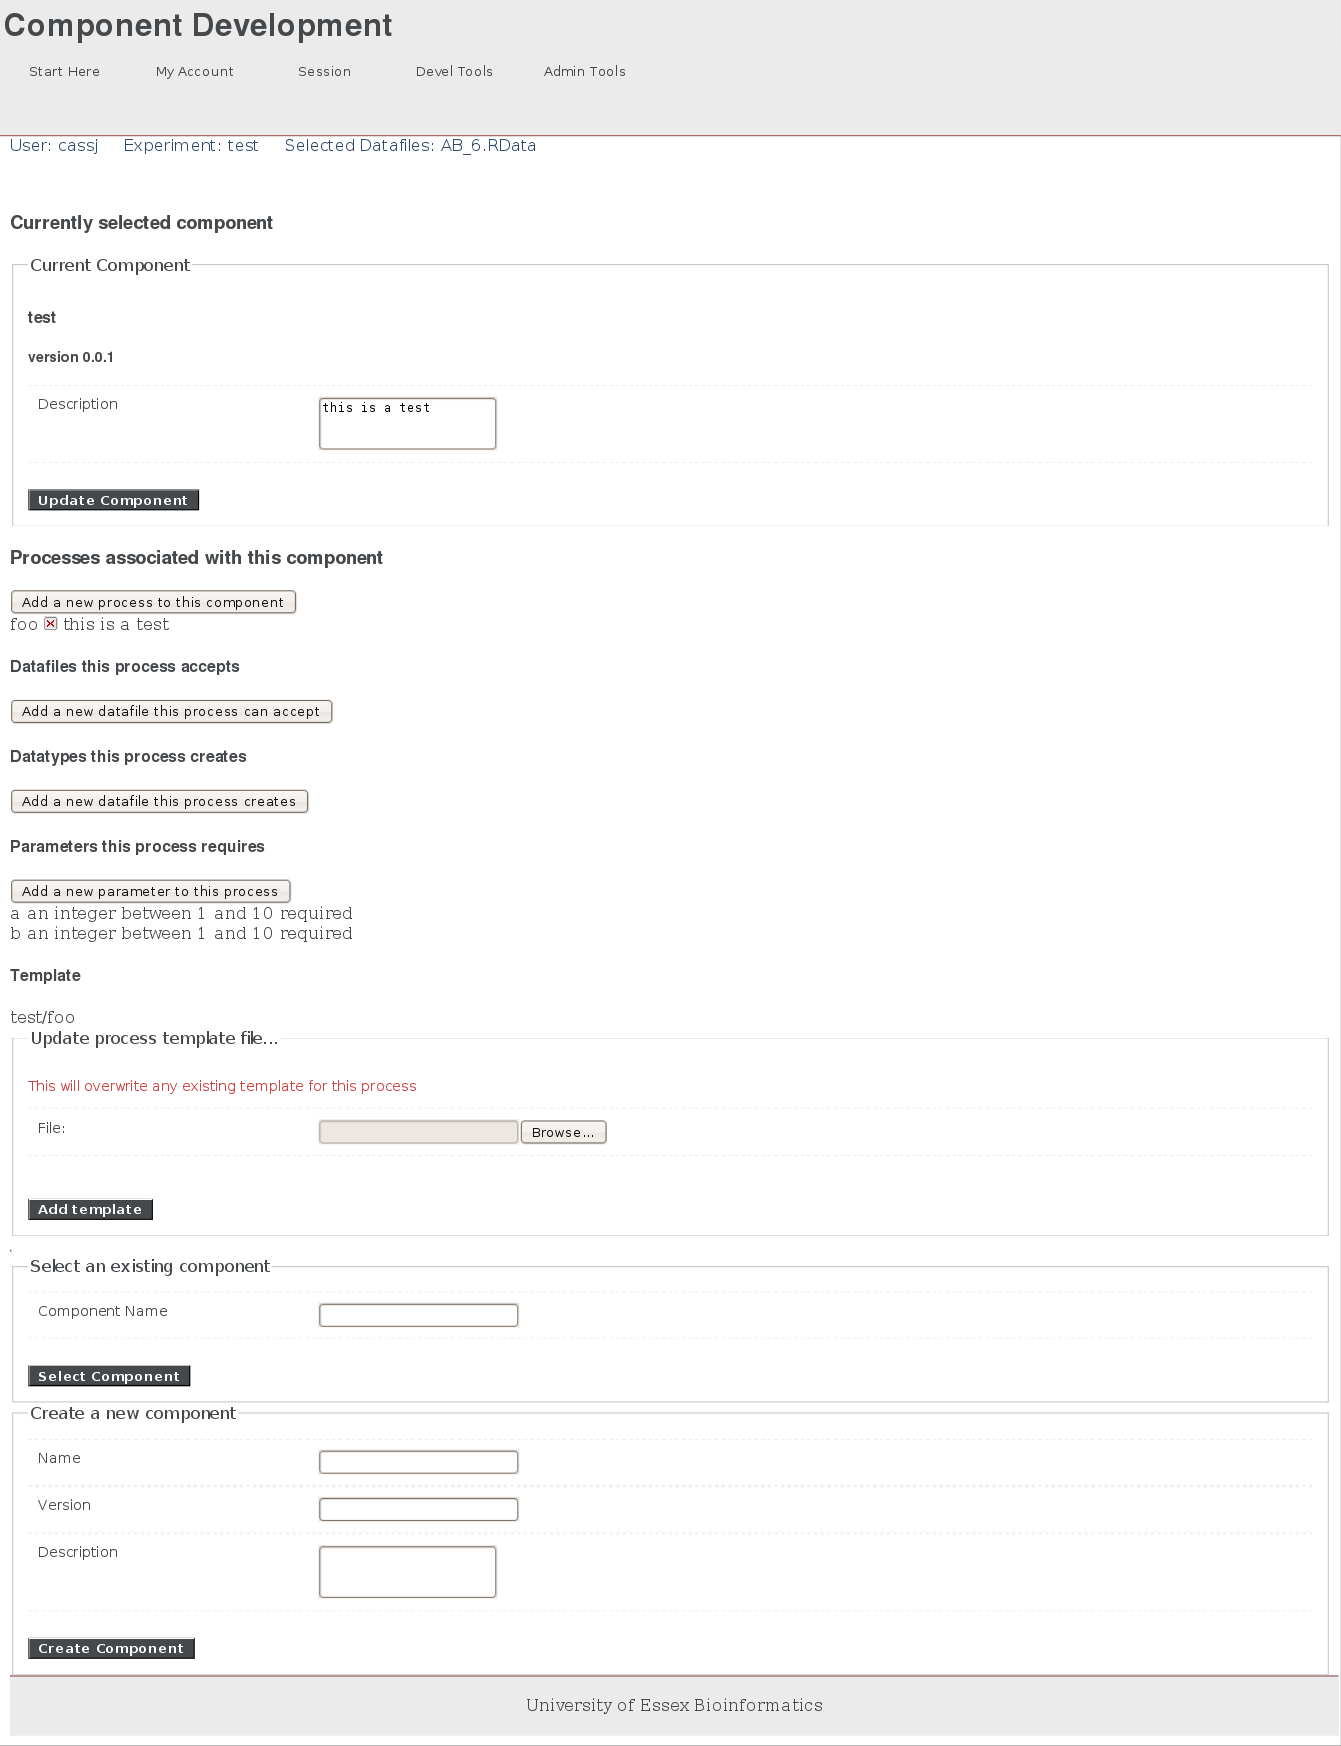 Component Development
Start Here My Account Session Devel Tools Admin Tools
User: cassj Experiment: test Selected Datafiles: AB_6.RData
Currently selected component
Current Component
test
version 0.0.1
Description this is a test
Update Component
Processes associated with this component
Add a new process to this component
foo this is a test
Datafiles this process accepts
Add a new datafile this process can accept
Datatypes this process creates
Add a new datafile this process creates
Parameters this process requires
Add a new parameter to this process
a an integer between 1 and 10 required
b an integer between 1 and 10 required
Template
test/foo
Update process template file...
This will overwrite any existing template for this process
File: Browse...
Add template
.
Select an existing component
Component Name
Select Component
Create a new component
Name
Version
Description
Create Component
University of Essex Bioinformatics